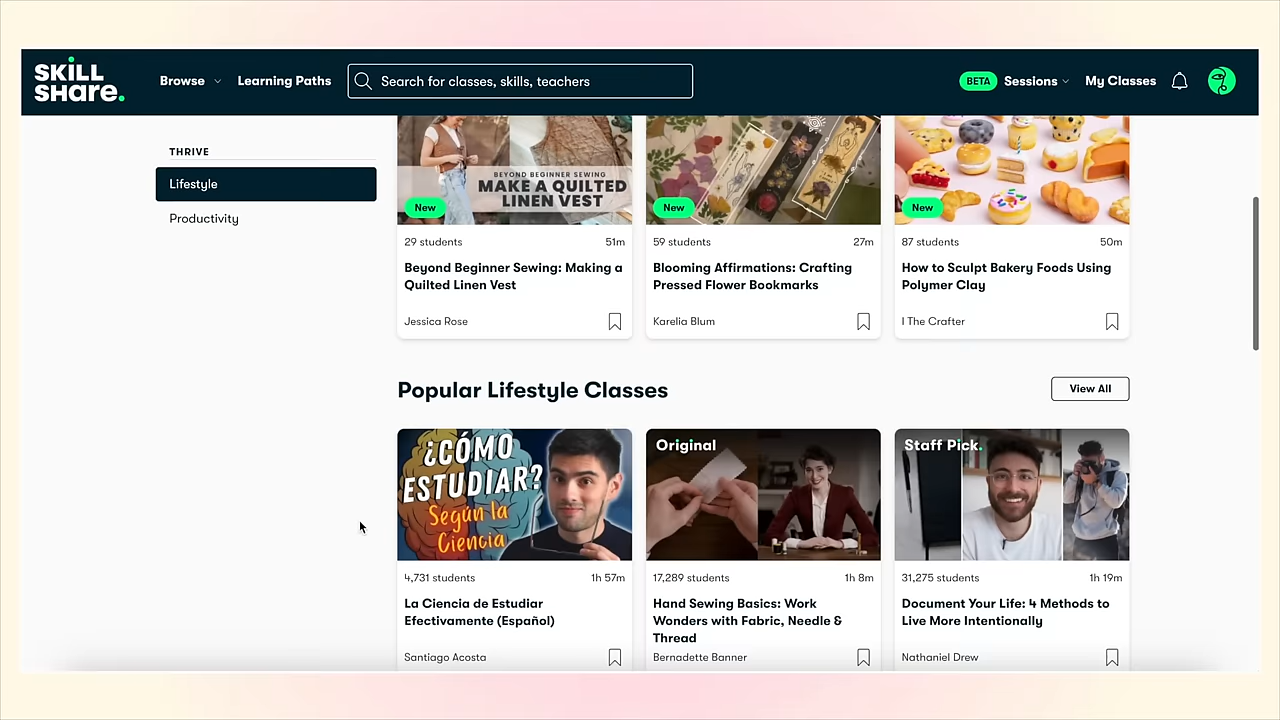 SKILL
SHare.
Browse
Learning Paths
Search for classes, skills, teachers
BETA
Sessions
My Classes
THRIVE
Lifestyle
Productivity
BEYOND BEGINNER SEWING:
MAKE A QUILTED
LINEN VEST
New
29 students
51m
Beyond Beginner Sewing: Making a
Quilted Linen Vest
Jessica Rose
New
59 students
27m
Blooming Affirmations: Crafting
Pressed Flower Bookmarks
Karelia Blum
New
87 students
50m
How to Sculpt Bakery Foods Using
Polymer Clay
I The Crafter
Popular Lifestyle Classes
View All
¿CÓMO
ESTUDIAR?
Según la
Ciencia
4,731 students
1h 57m
La Ciencia de Estudiar
Efectivamente (Español)
Santiago Acosta
Original
17,289 students
1h 8m
Hand Sewing Basics: Work
Wonders with Fabric, Needle &
Thread
Bernadette Banner
Staff Pick.
31,275 students
1h 19m
Document Your Life: 4 Methods to
Live More Intentionally
Nathaniel Drew